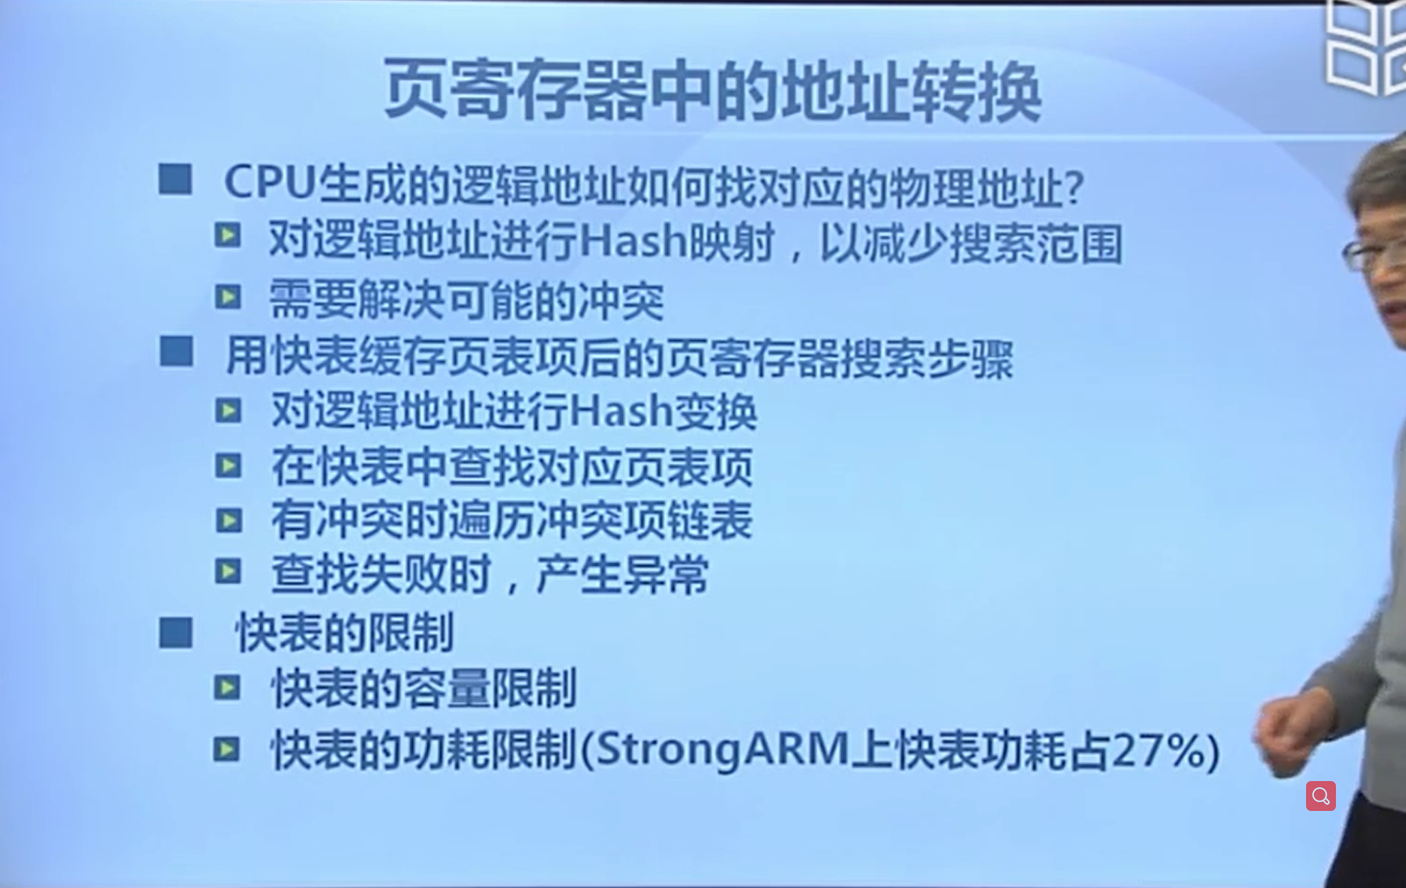 页寄存器中的地址转换
CPU生成的逻辑地址如何找对应的物理地址?
对逻辑地址进行Hash映射，以减少搜索范围
需要解决可能的冲突
用快表缓存页表项后的页寄存器搜索步骤
对逻辑地址进行Hash变换
在快表中查找对应页表项
有冲突时遍历冲突项链表
查找失败时，产生异常
快表的限制
快表的容量限制
快表的功耗限制(StrongARM上快表功耗占27%)